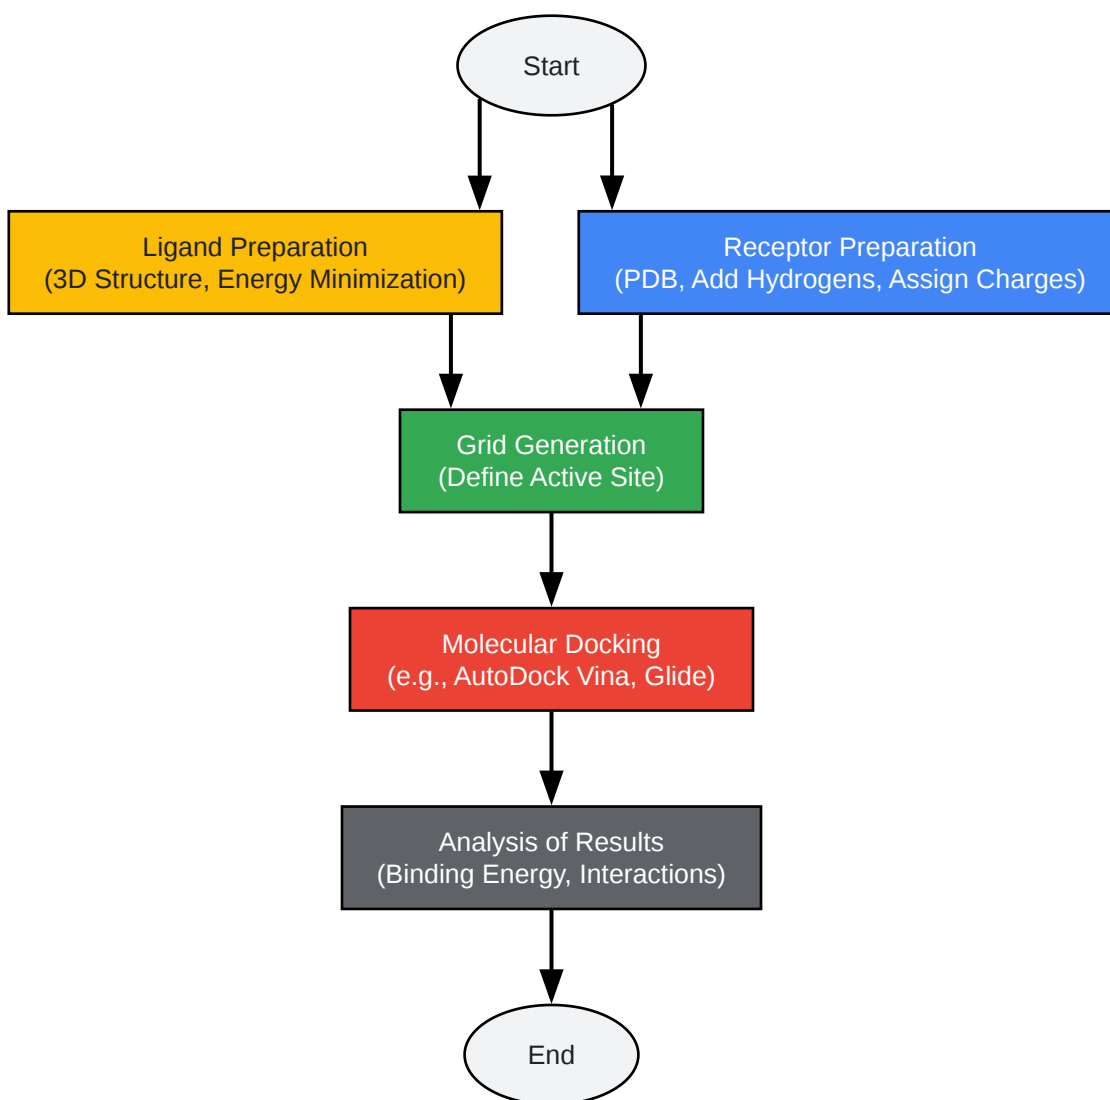 Start
Ligand Preparation
(3D Structure, Energy Minimization)
Receptor Preparation
(PDB, Add Hydrogens, Assign Charges)
Grid Generation
(Define Active Site)
Molecular Docking
(e.g., AutoDock Vina, Glide)
Analysis of Results
(Binding Energy, Interactions)
End